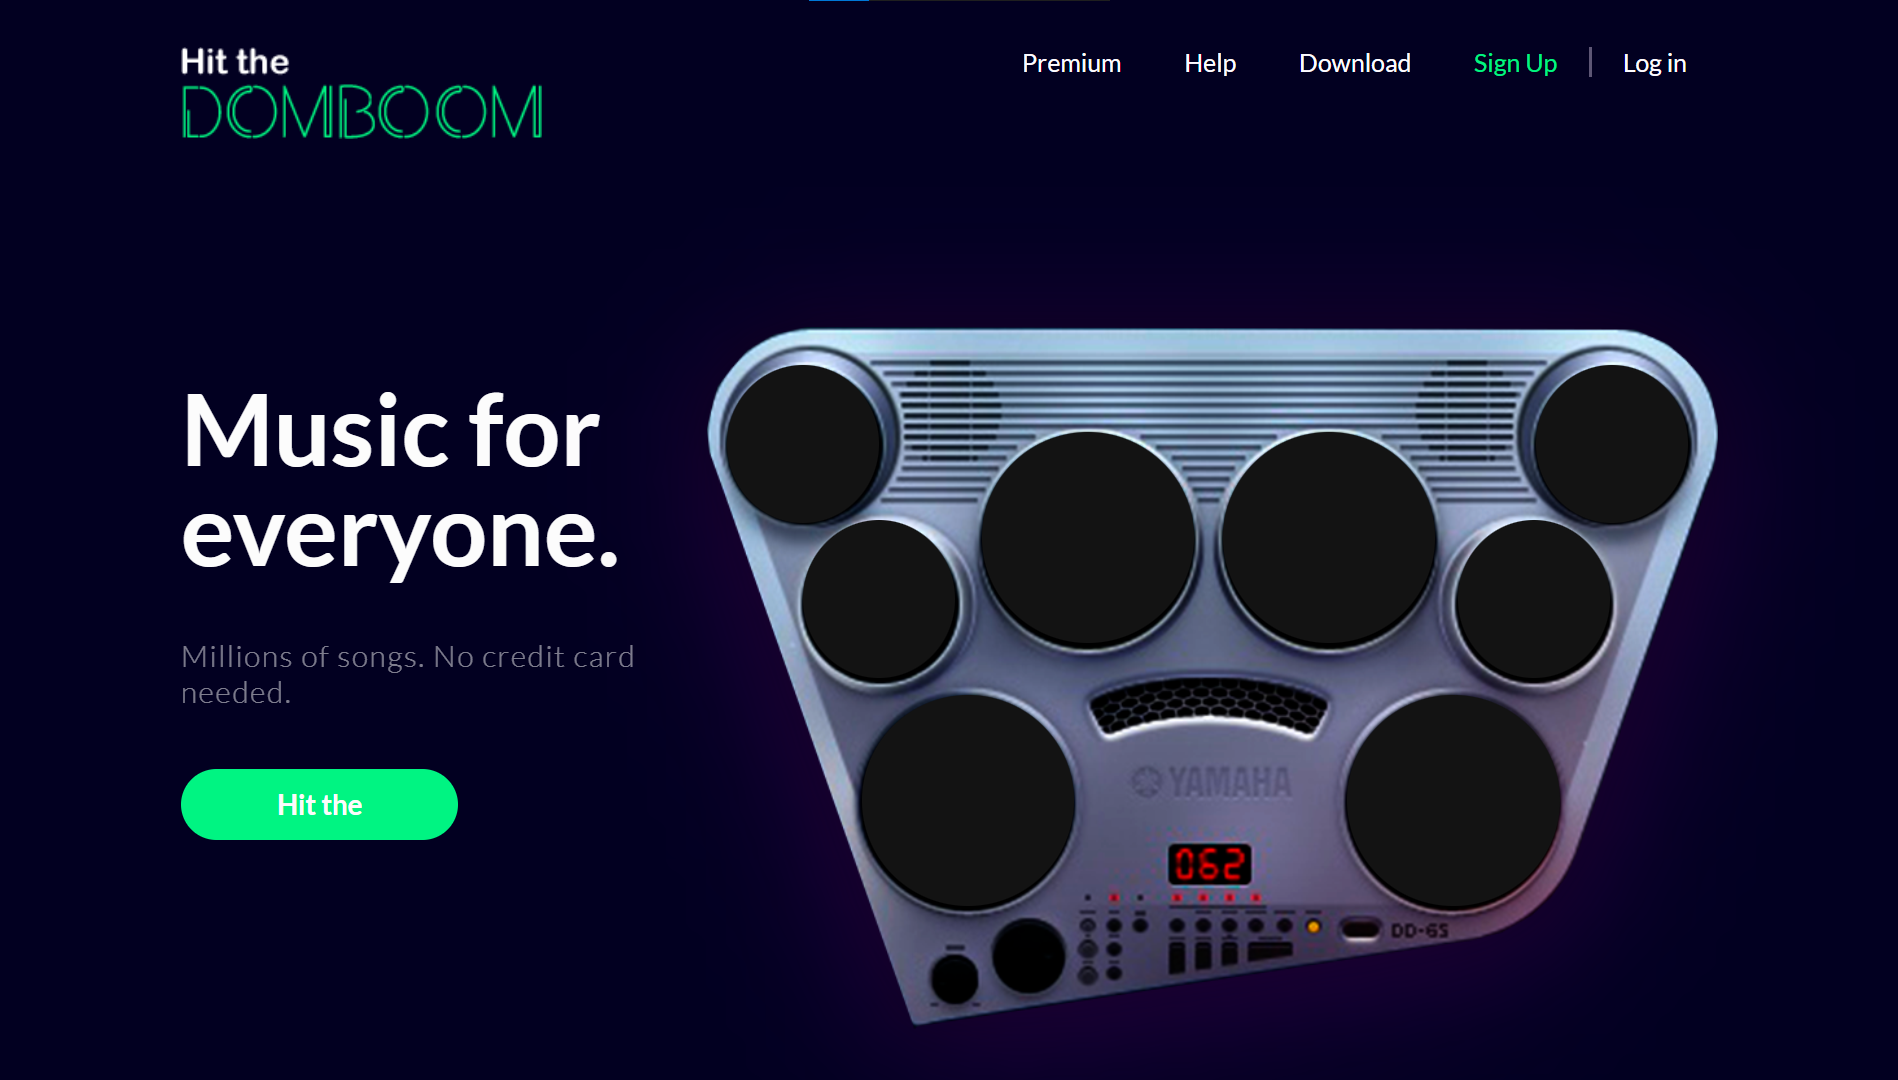 Hit the
DOMBOOM
Premium Help Download Sign Up Log in
Music for
everyone.
Millions of songs. No credit card
needed.
Hit the
YAMAHA
062
DD-65